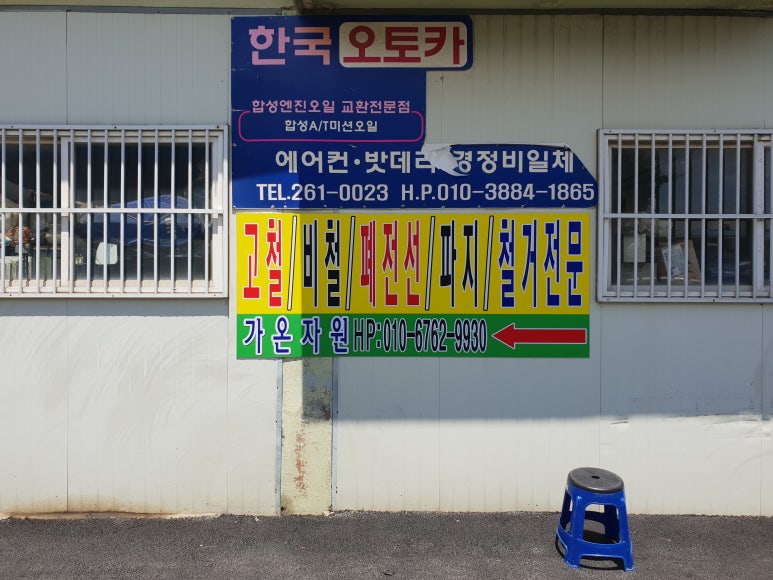 한국 오토카
합성엔진오일 교환전문점
합성A/T미션오일
에어컨·밧데리 경정비일체
TEL.261-0023 H.P.010-3884-1865
고철/비철/폐전선/파지/철거전문
가온자원 HP:010-6762-9930